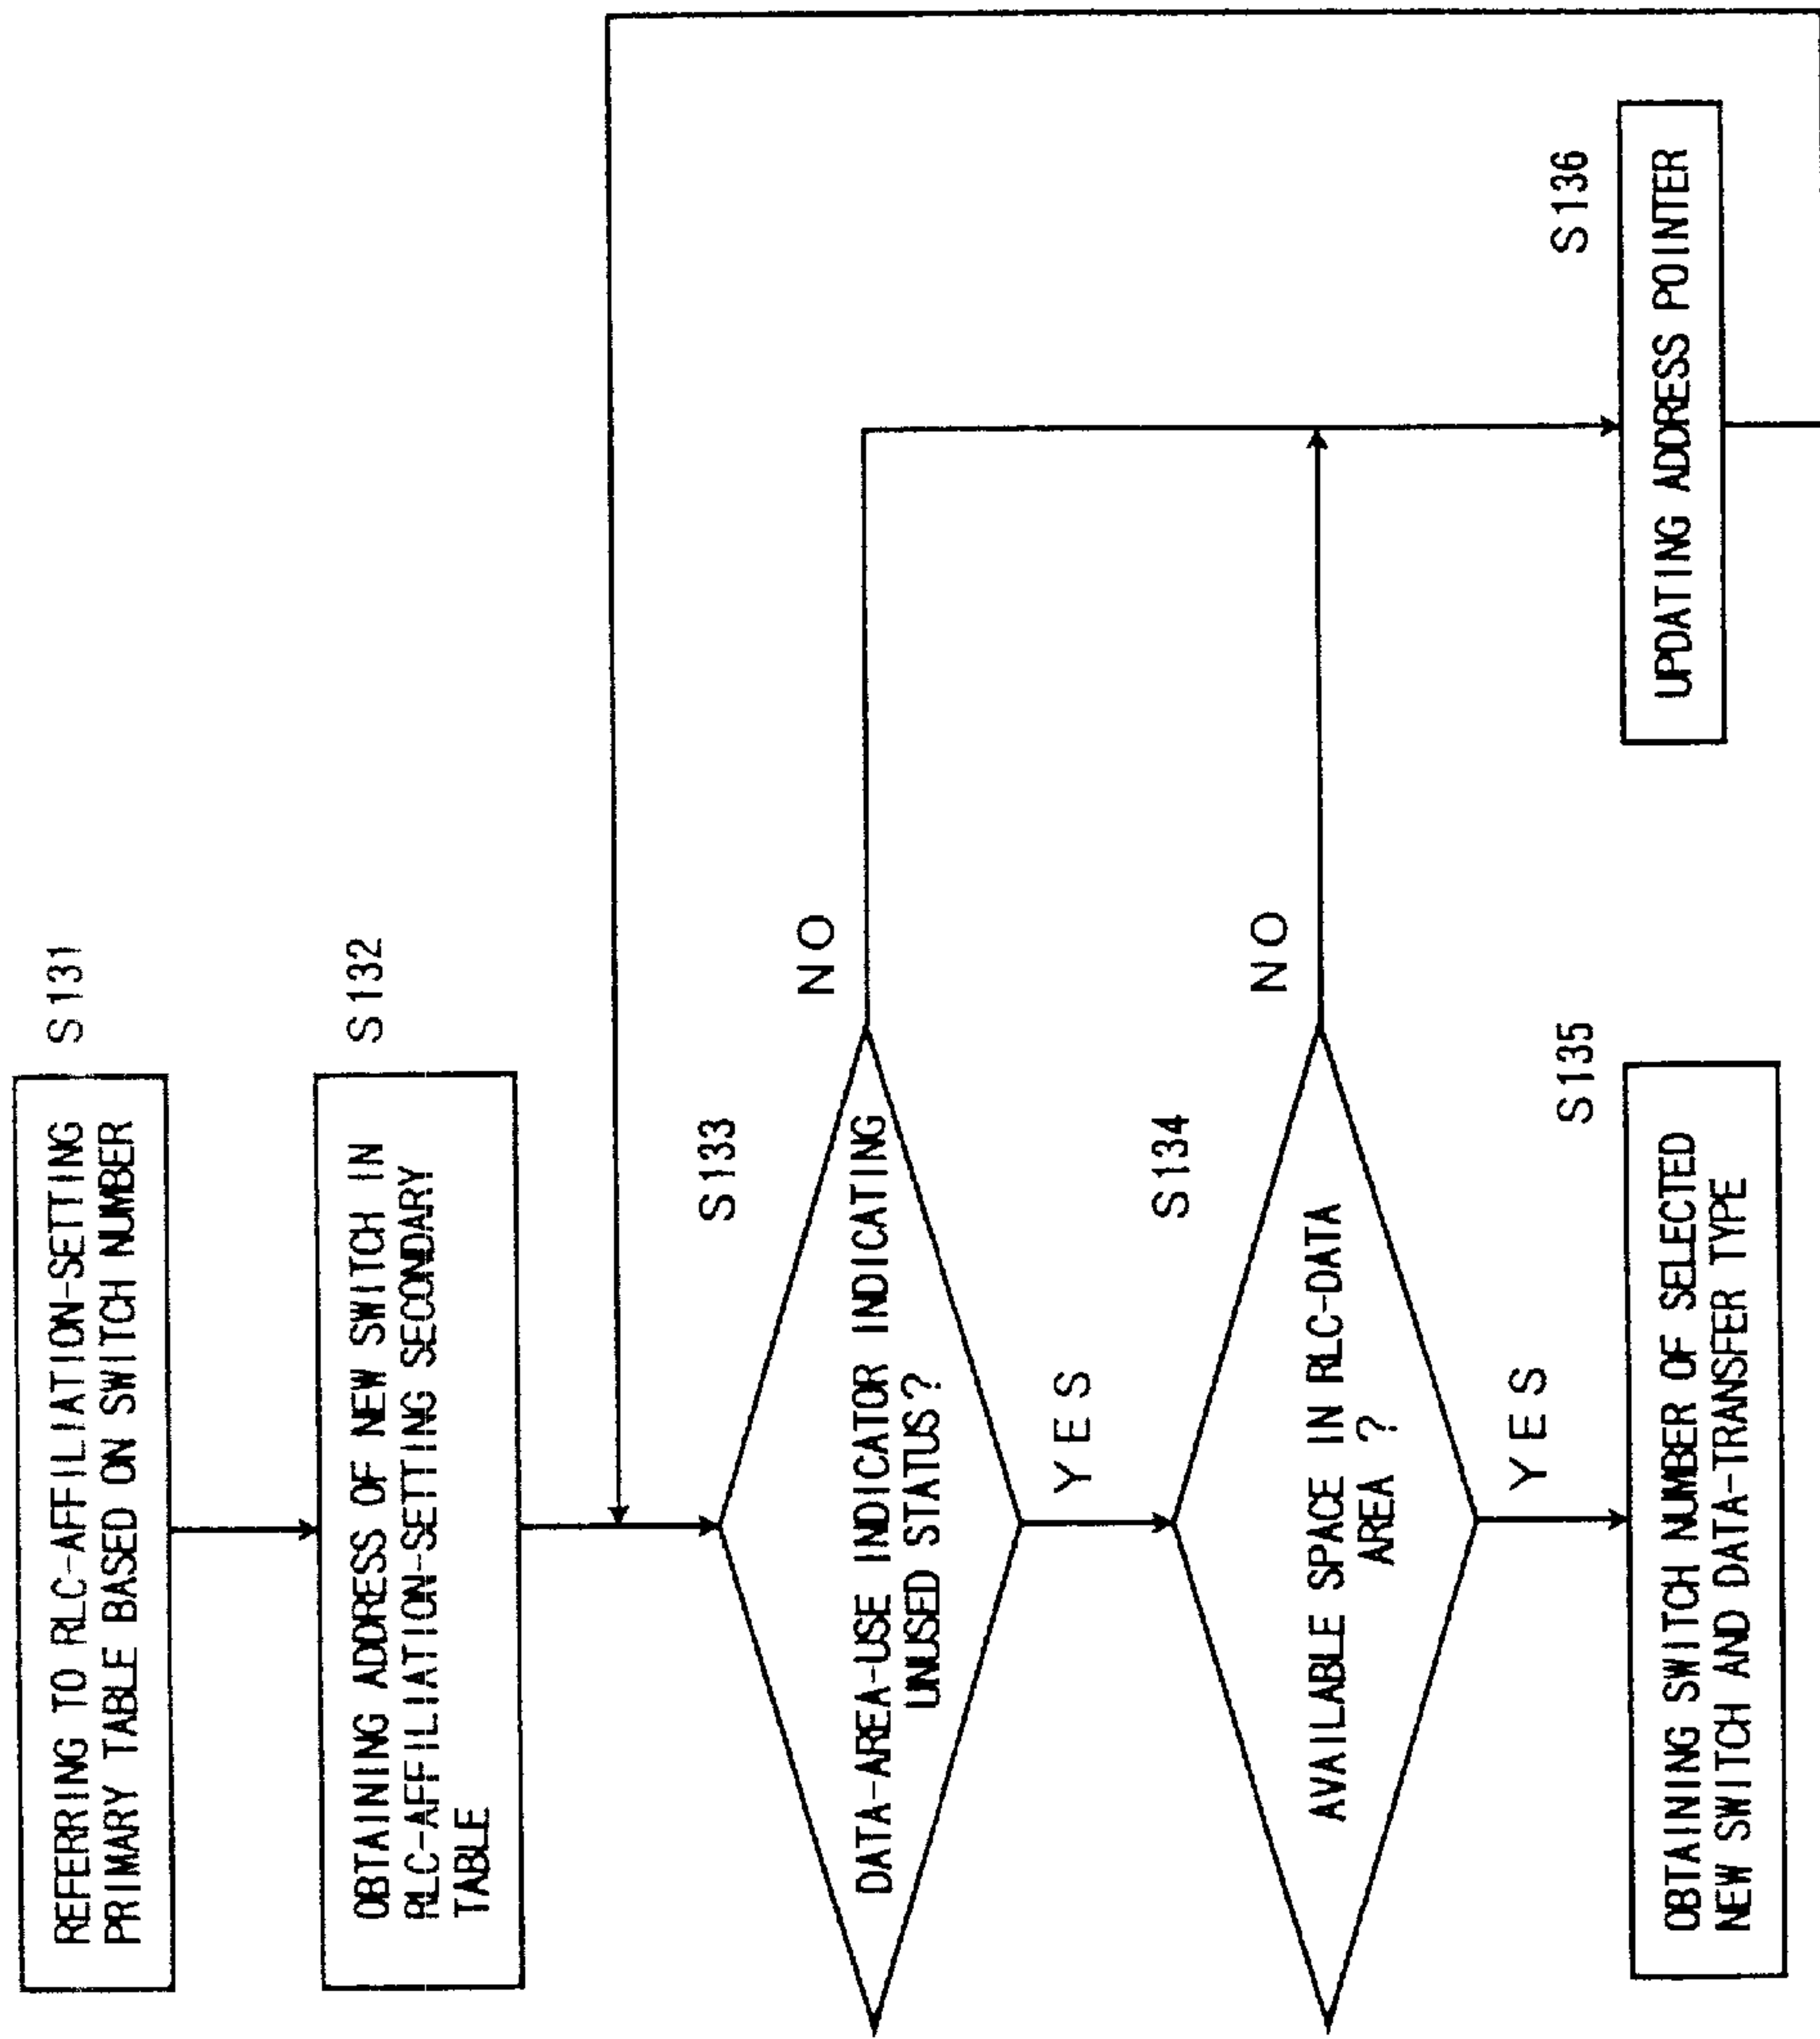 REFERRING TO RLC-AFFILIATION-SETTING
PRIMARY TABLE BASED ON SWITCH NUMBER
S131
OBTAINING ADDRESS OF NEW SWITCH IN
RLC-AFFILIATION-SETTING SECONDARY
TABLE
S132
S133
DATA-AREA-USE INDICATOR INDICATING
UNUSED STATUS?
NO
YES
S134
AVAILABLE SPACE IN RLC-DATA
AREA ?
NO
YES
S135
OBTAINING SWITCH NUMBER OF SELECTED
NEW SWITCH AND DATA-TRANSFER TYPE
S136
UPDATING ADDRESS POINTER